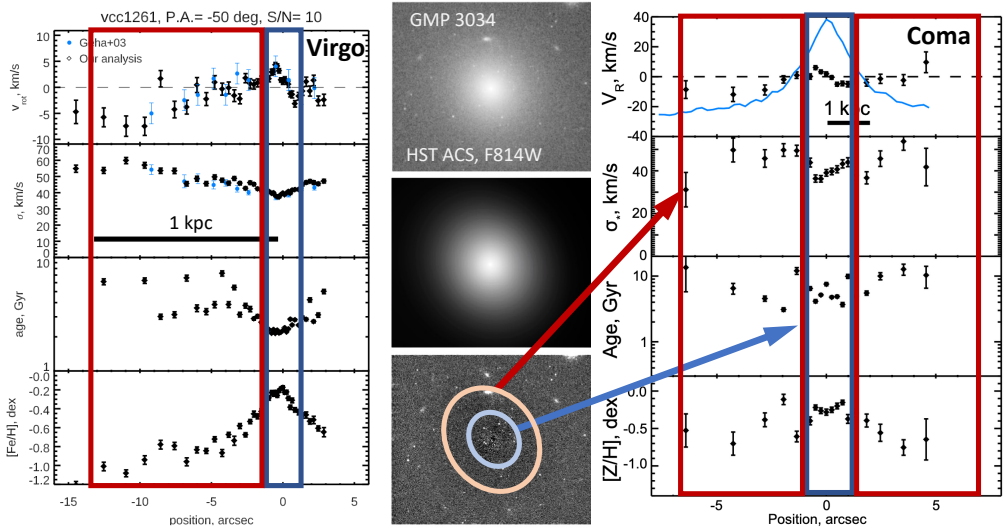 vcc1261, P.A.= -50 deg, S/N= 10
Virgo
Geha+03
Our analysis
10
5
0
-5
-10
v_rot, km/s
60
50
40
30
20
10
0
σ, km/s
1 kpc
10
1
age, Gyr
-0.0
-0.2
-0.4
-0.6
-0.8
-1.0
-1.2
[Fe/H], dex
-15
-10
-5
0
5
position, arcsec
GMP 3034
HST ACS, F814W
Coma
40
20
0
-20
-40
V_R, km/s
1 kpc
40
20
0
σ_*, km/s
10
1
Age, Gyr
0.0
-0.5
-1.0
[Z/H], dex
-5
0
5
Position, arcsec